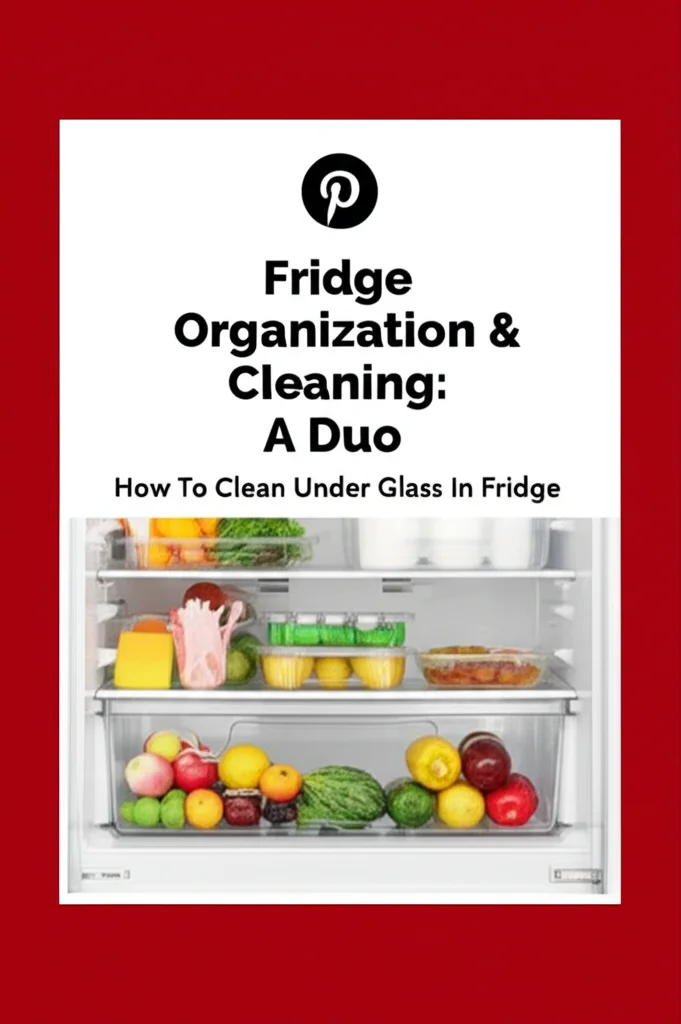 Fridge
Organization &
Cleaning:
A Duo
How To Clean Under Glass In Fridge